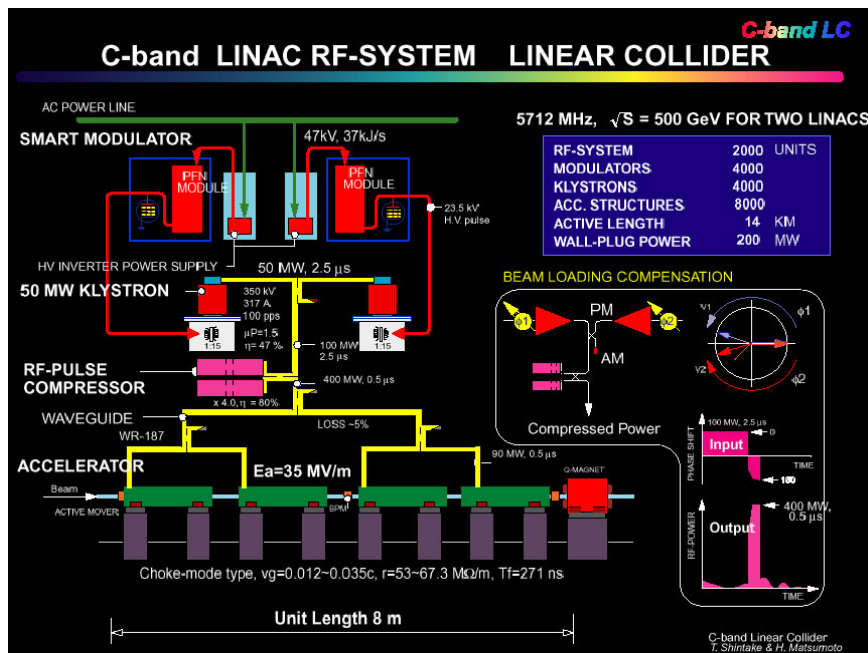 C-band LC
C-band LINAC RF-SYSTEM LINEAR COLLIDER
AC POWER LINE
5712 MHz, √S = 500 GeV FOR TWO LINACS
SMART MODULATOR
47kV, 37kJ/s
PFN MODULE
PFN MODULE
23.5 kV
H.V. pulse
RF-SYSTEM 2000 UNITS
MODULATORS 4000
KLYSTRONS 4000
ACC. STRUCTURES 8000
ACTIVE LENGTH 14 KM
WALL-PLUG POWER 200 MW
HV INVERTER POWER SUPPLY
50 MW, 2.5 μs
50 MW KLYSTRON
350 kV
317 A
100 pps
μP=1.5
η= 47 %
1:15
1:15
100 MW
2.5 μs
RF-PULSE
COMPRESSOR
400 MW, 0.5 μs
x 4.0, η = 80%
WAVEGUIDE
WR-187
LOSS ~5%
90 MW, 0.5 μs
ACCELERATOR
Ea=35 MV/m
Q-MAGNET
Beam
ACTIVE MOVER
BPM
Choke-mode type, vg=0.012~0.035c, r=53~67.3 MΩ/m, Tf=271 ns
Unit Length 8 m
BEAM LOADING COMPENSATION
ϕ1
PM
ϕ2
AM
V1
ϕ1
V2
ϕ2
Compressed Power
100 MW, 2.5 μs
PHASE SHIFT
Input
0
TIME
180
400 MW,
0.5 μs
RF-POWER
Output
TIME
C-band Linear Collider
T. Shintake & H. Matsumoto